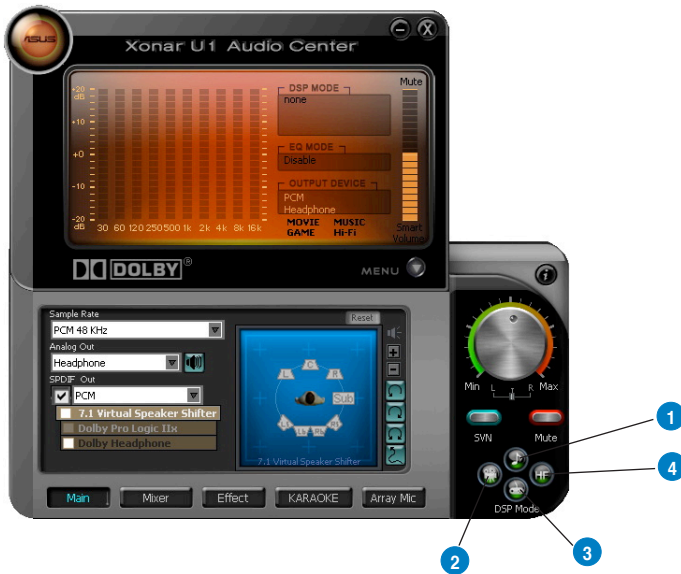 ASUS
Xonar U1 Audio Center
+20
dB
+10
+0
-10
-20
dB
30 60 120 250 500 1k 2k 4k 8k 16k
DSP MODE
none
EQ MODE
Disable
OUTPUT DEVICE
PCM
Headphone
MOVIE MUSIC
GAME Hi-Fi
Mute
Smart
Volume
DOLBY®
MENU
Sample Rate
PCM 48 KHz
Analog Out
Headphone
SPDIF Out
PCM
7.1 Virtual Speaker Shifter
Dolby Pro Logic IIx
Dolby Headphone
Reset
L C R
Sub
Ls Lb Rb Rs
7.1 Virtual Speaker Shifter
Main Mixer Effect KARAOKE Array Mic
i
Min L T R Max
SVN Mute
HF
DSP Mode
1
4
2
3